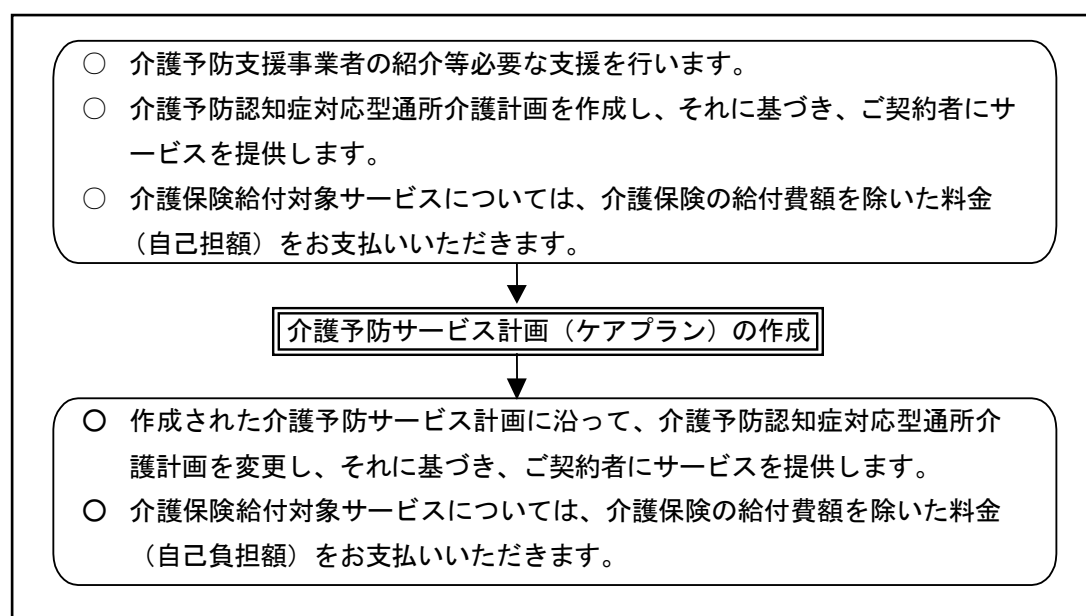 ○ 介護予防支援事業者の紹介等必要な支援を行います。
○ 介護予防認知症対応型通所介護計画を作成し、それに基づき、ご契約者にサ
ービスを提供します。
○ 介護保険給付対象サービスについては、介護保険の給付費額を除いた料金
（自己担額）をお支払いいただきます。
介護予防サービス計画（ケアプラン）の作成
○ 作成された介護予防サービス計画に沿って、介護予防認知症対応型通所介
護計画を変更し、それに基づき、ご契約者にサービスを提供します。
○ 介護保険給付対象サービスについては、介護保険の給付費額を除いた料金
（自己負担額）をお支払いいただきます。